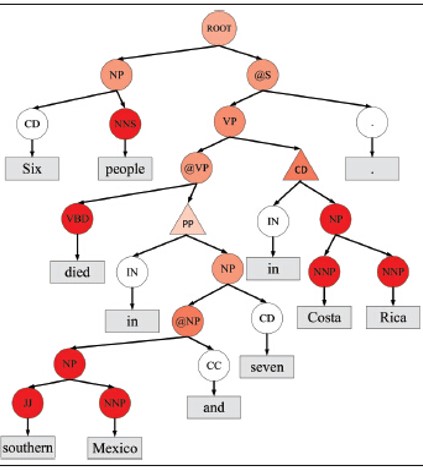 ROOT
NP @S
CD NNS VP .
Six people @VP CD .
VBD PP IN NP
died IN NP in NNP NNP
in @NP CD Costa Rica
NP CC seven
JJ NNP and
southern Mexico